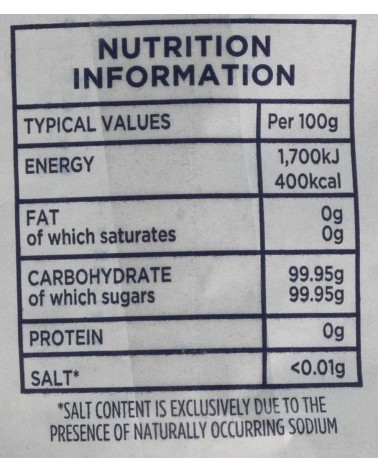 NUTRITION
INFORMATION
TYPICAL VALUES Per 100g
ENERGY 1,700kJ
400kcal
FAT 0g
of which saturates 0g
CARBOHYDRATE 99.95g
of which sugars 99.95g
PROTEIN 0g
SALT* <0.01g
*SALT CONTENT IS EXCLUSIVELY DUE TO THE
PRESENCE OF NATURALLY OCCURRING SODIUM